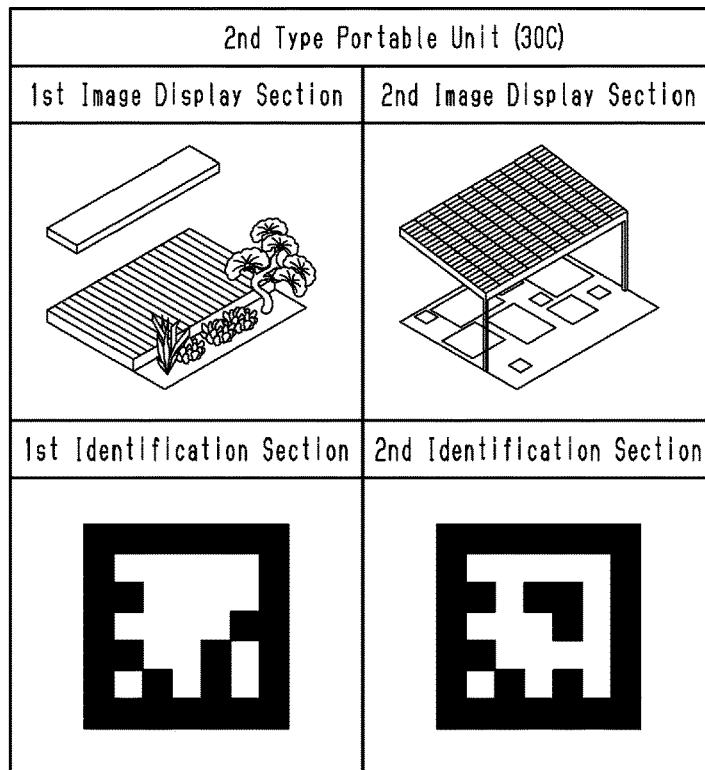 2nd Type Portable Unit (30C)
1st Image Display Section
2nd Image Display Section
1st Identification Section
2nd Identification Section